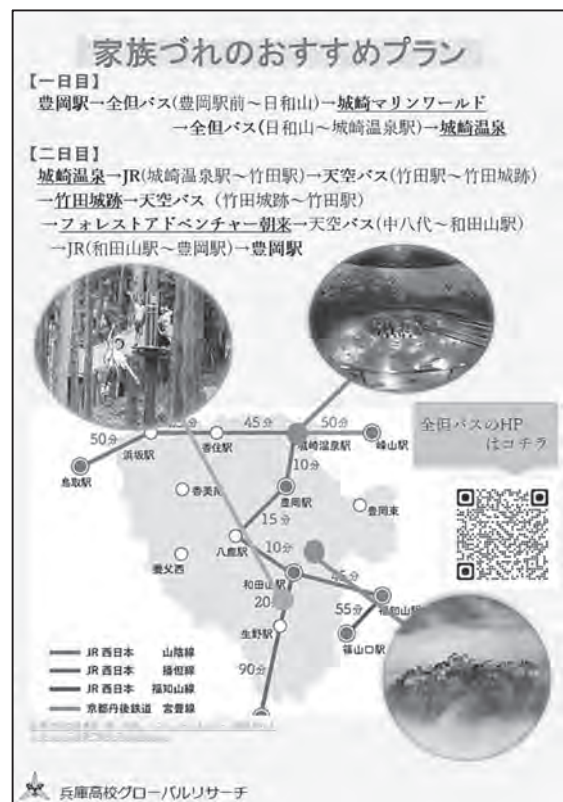 家族づれのおすすめプラン
【一日目】
豊岡駅→全但バス(豊岡駅前～日和山)→城崎マリンワールド
→全但バス(日和山～城崎温泉駅)→城崎温泉
【二日目】
城崎温泉→JR(城崎温泉駅～竹田駅)→天空バス(竹田駅～竹田城跡)
→竹田城跡→天空バス（竹田城跡～竹田駅）
→フォレストアドベンチャー朝来→天空バス(中八代～和田山駅)
→JR(和田山駅～豊岡駅)→豊岡駅
全但バスのHP
はコチラ
50分
45分
50分
浜坂駅
香住駅
城崎温泉駅
峰山駅
鳥取駅
10分
豊岡駅
豊岡東
15分
八鹿駅
養父西
10分
和田山駅
20分
55分
福知山駅
生野駅
篠山口駅
90分
JR西日本 山陰線
JR西日本 播但線
JR西日本 福知山線
京都丹後鉄道 宮豊線
兵庫高校グローバルリサーチ